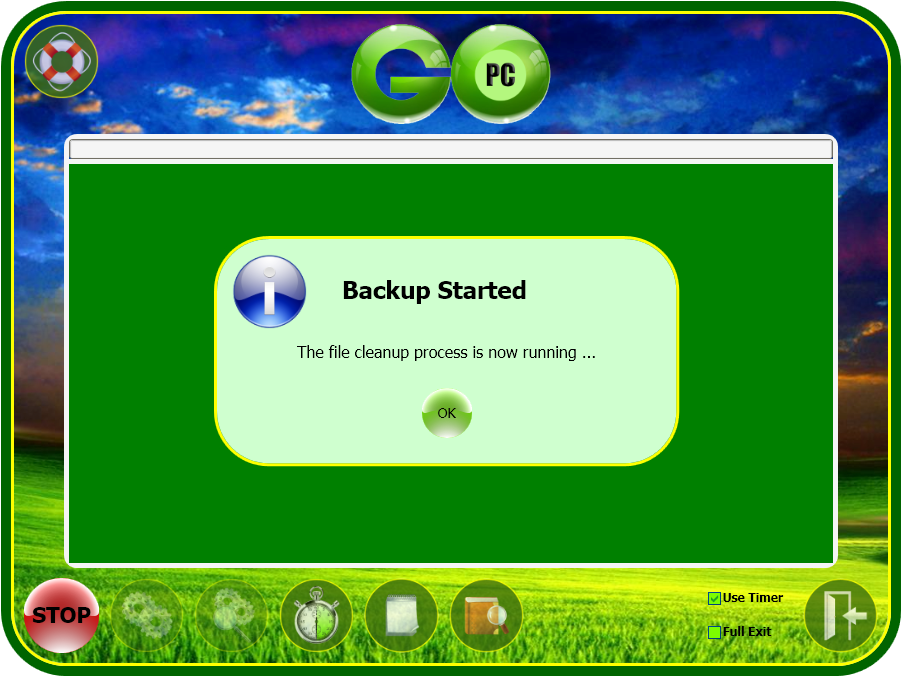 G PC
Backup Started
The file cleanup process is now running ...
OK
STOP
Use Timer
Full Exit